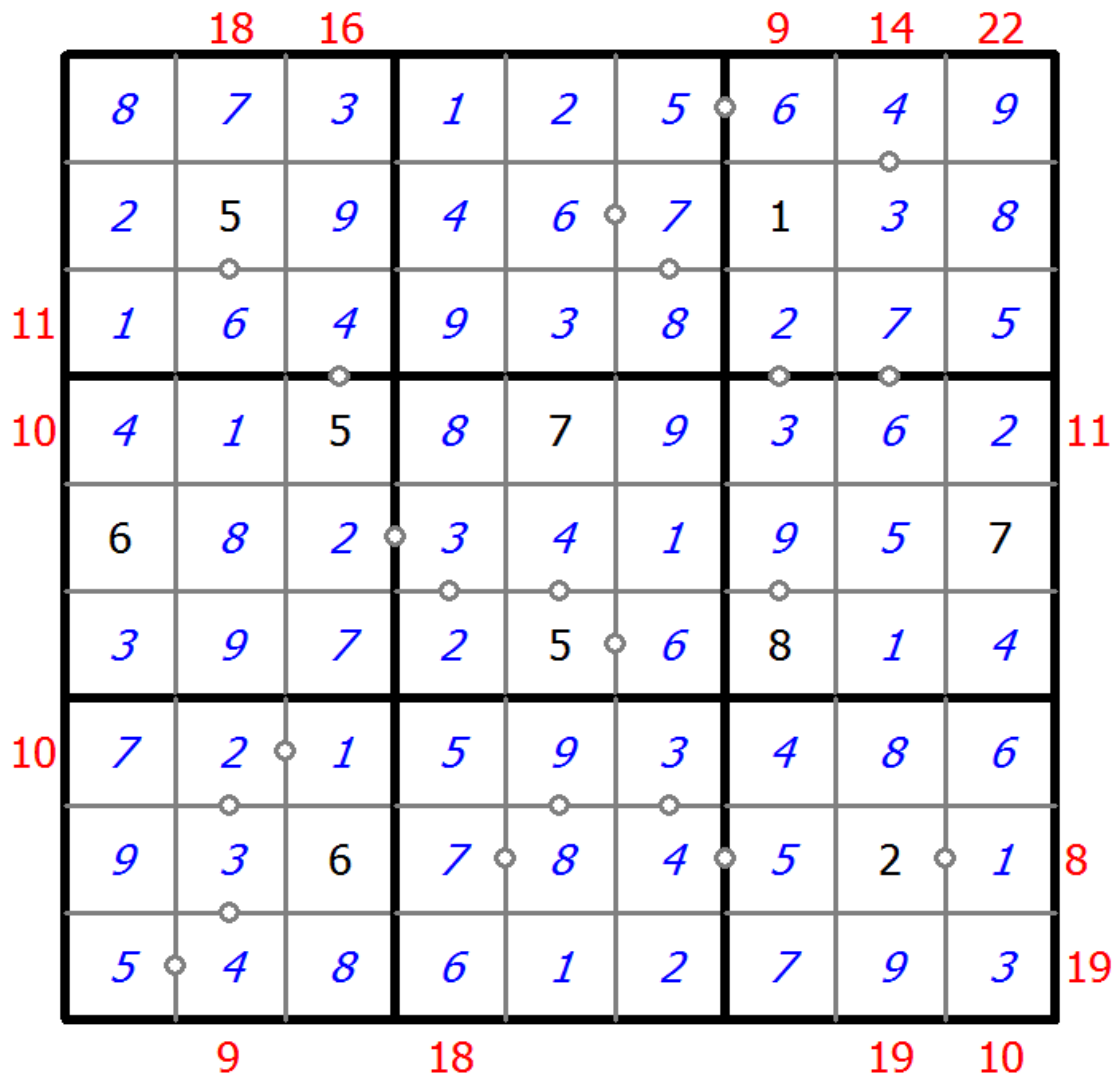 18 16 9 14 22
8 7 3 1 2 5 6 4 9
2 5 9 4 6 7 1 3 8
11 1 6 4 9 3 8 2 7 5
10 4 1 5 8 7 9 3 6 2 11
6 8 2 3 4 1 9 5 7
3 9 7 2 5 6 8 1 4
10 7 2 1 5 9 3 4 8 6
9 3 6 7 8 4 5 2 1 8
5 4 8 6 1 2 7 9 3 19
9 18 19 10